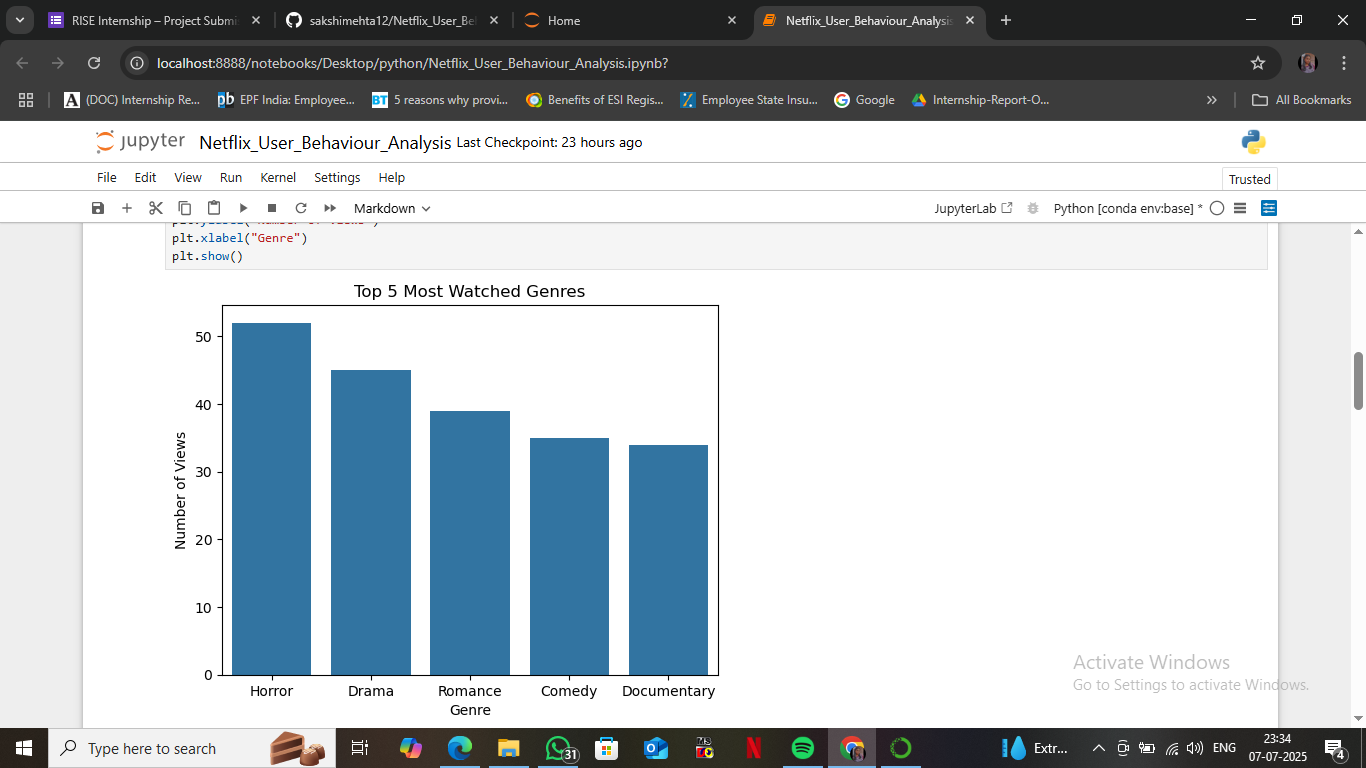 RISE Internship – Project Submi
sakshimehta12/Netflix_User_Be
Home
Netflix_User_Behaviour_Analysis
localhost:8888/notebooks/Desktop/python/Netflix_User_Behaviour_Analysis.ipynb?
(DOC) Internship Re...
EPF India: Employee...
5 reasons why provi...
Benefits of ESI Regis...
Employee State Insu...
Google
Internship-Report-O...
All Bookmarks
jupyter
Netflix_User_Behaviour_Analysis Last Checkpoint: 23 hours ago
File Edit View Run Kernel Settings Help
Trusted
Markdown
JupyterLab
Python [conda env:base] *
plt.xlabel("Genre")
plt.show()
Top 5 Most Watched Genres
50
40
30
20
10
0
Number of Views
Horror Drama Romance Comedy Documentary
Genre
Activate Windows
Go to Settings to activate Windows.
Type here to search
31
Extr...
ENG
23:34
07-07-2025
4